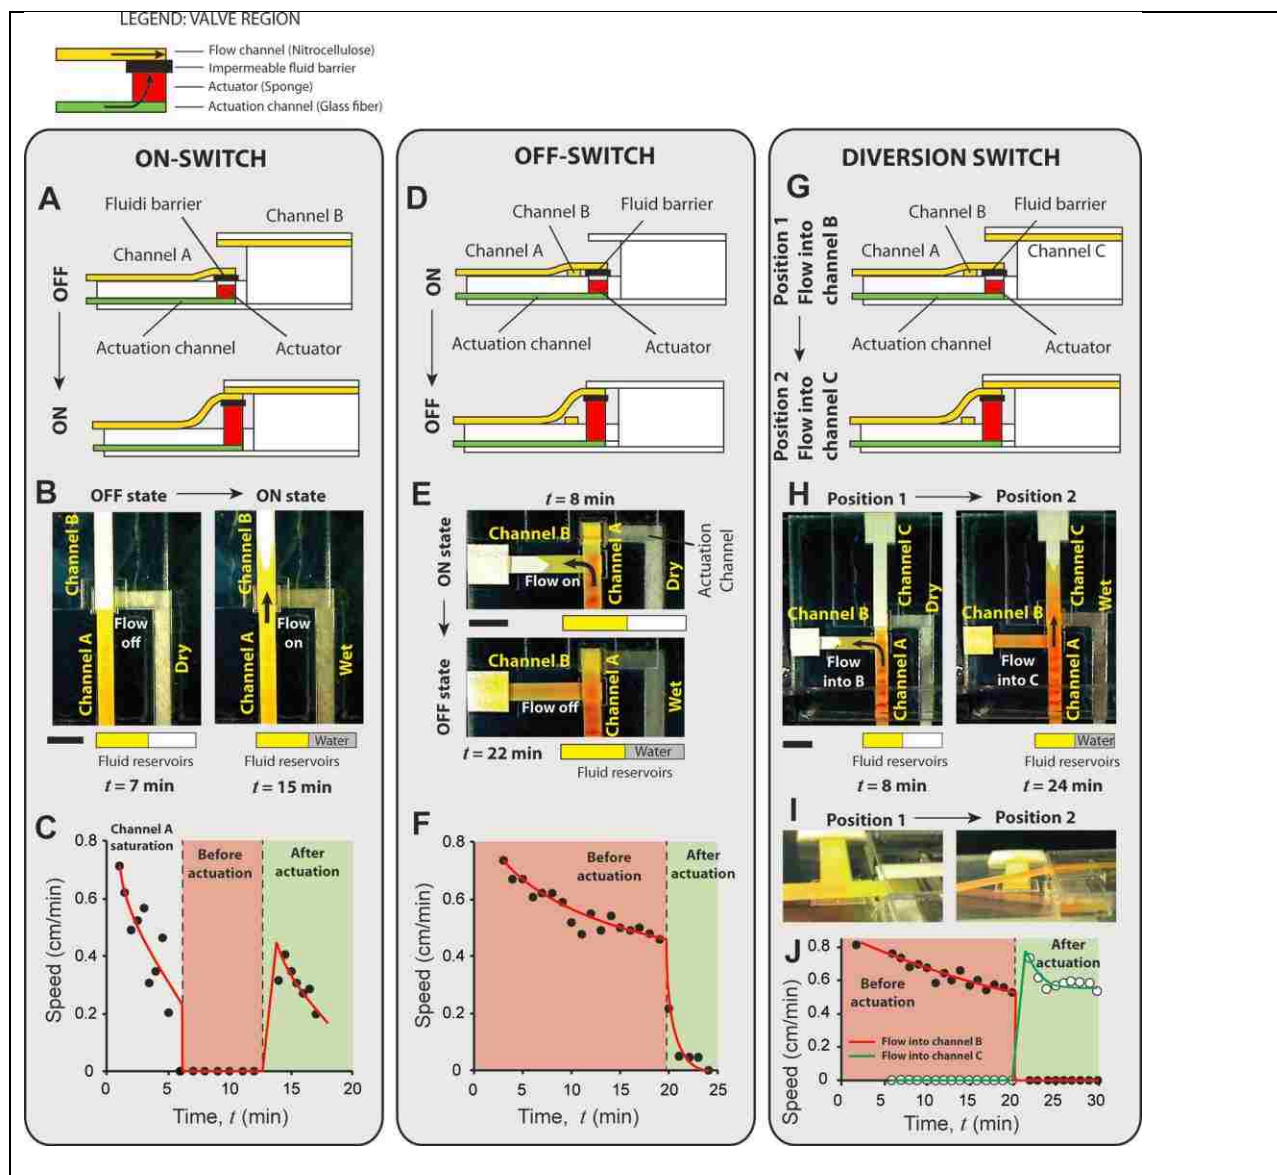 LEGEND: VALVE REGION
Flow channel (Nitrocellulose)
Impermeable fluid barrier
Actuator (Sponge)
Actuation channel (Glass fiber)
ON-SWITCH
A
Fluidi barrier
Channel B
Channel A
OFF
ON
Actuation channel
Actuator
B
OFF state
ON state
Channel B
Channel B
Channel A
Flow
off
Dry
Channel A
Flow
on
Wet
Water
Fluid reservoirs
Fluid reservoirs
t = 7 min
t = 15 min
C
Channel A
saturation
Before
actuation
After
actuation
Speed (cm/min)
0.8
0.6
0.4
0.2
0
0
5
10
15
20
Time, t (min)
OFF-SWITCH
D
Channel B
Fluid barrier
Channel A
ON
OFF
Actuation channel
Actuator
E
t = 8 min
ON state
Channel B
Flow on
Channel A
Dry
Actuation
Channel
OFF state
Channel B
Flow off
Channel A
Wet
t = 22 min
Water
Fluid reservoirs
F
Before
actuation
After
actuation
Speed (cm/min)
0.8
0.6
0.4
0.2
0
0
5
10
15
20
25
Time, t (min)
DIVERSION SWITCH
G
Position 1
Flow into
channel B
Channel B
Fluid barrier
Channel A
Channel C
Actuation channel
Actuator
Position 2
Flow into
channel C
H
Position 1
Position 2
Channel C
Channel B
Dry
Flow
into B
Channel A
Channel C
Channel B
Wet
Flow
into C
Channel A
Water
Fluid reservoirs
Fluid reservoirs
t = 8 min
t = 24 min
I
Position 1
Position 2
J
Before
actuation
After
actuation
Flow into channel B
Flow into channel C
Speed (cm/min)
0.8
0.6
0.4
0.2
0
0
5
10
15
20
25
30
Time, t (min)